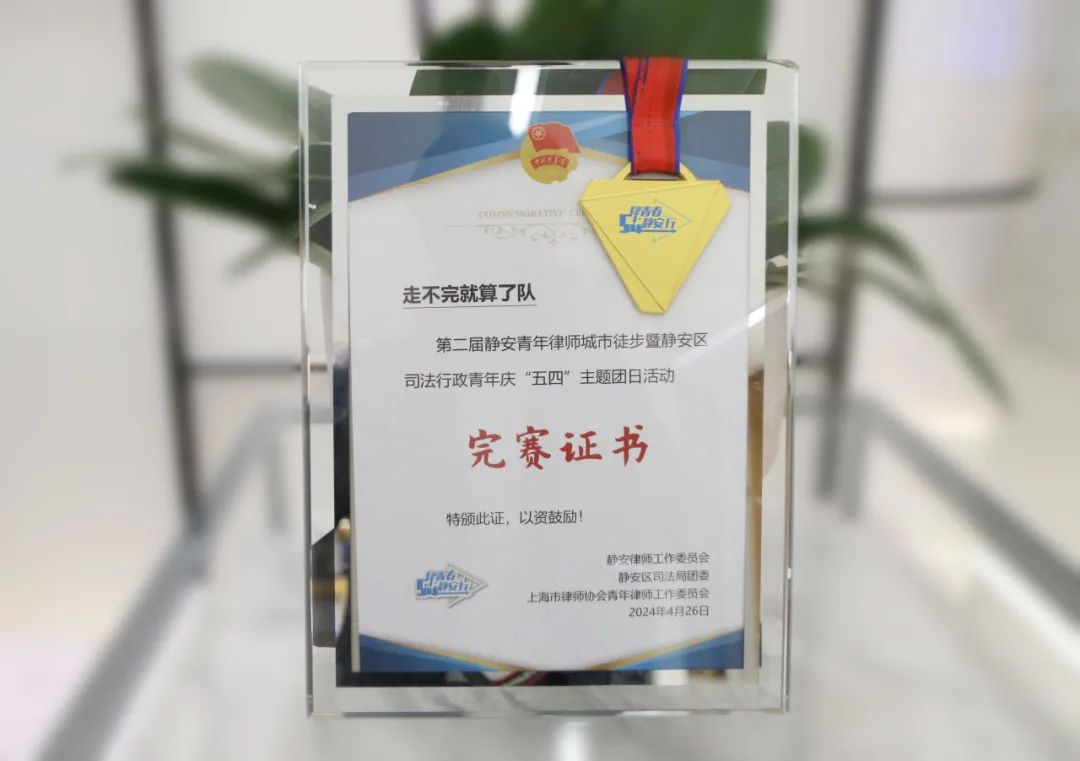 COMMEMORATIVE
走不完就算了队
第二届静安青年律师城市徒步暨静安区
司法行政青年庆“五四”主题团日活动
完赛证书
特颁此证，以资鼓励！
静安律师工作委员会
静安区司法局团委
上海市律师协会青年律师工作委员会
2024年4月26日